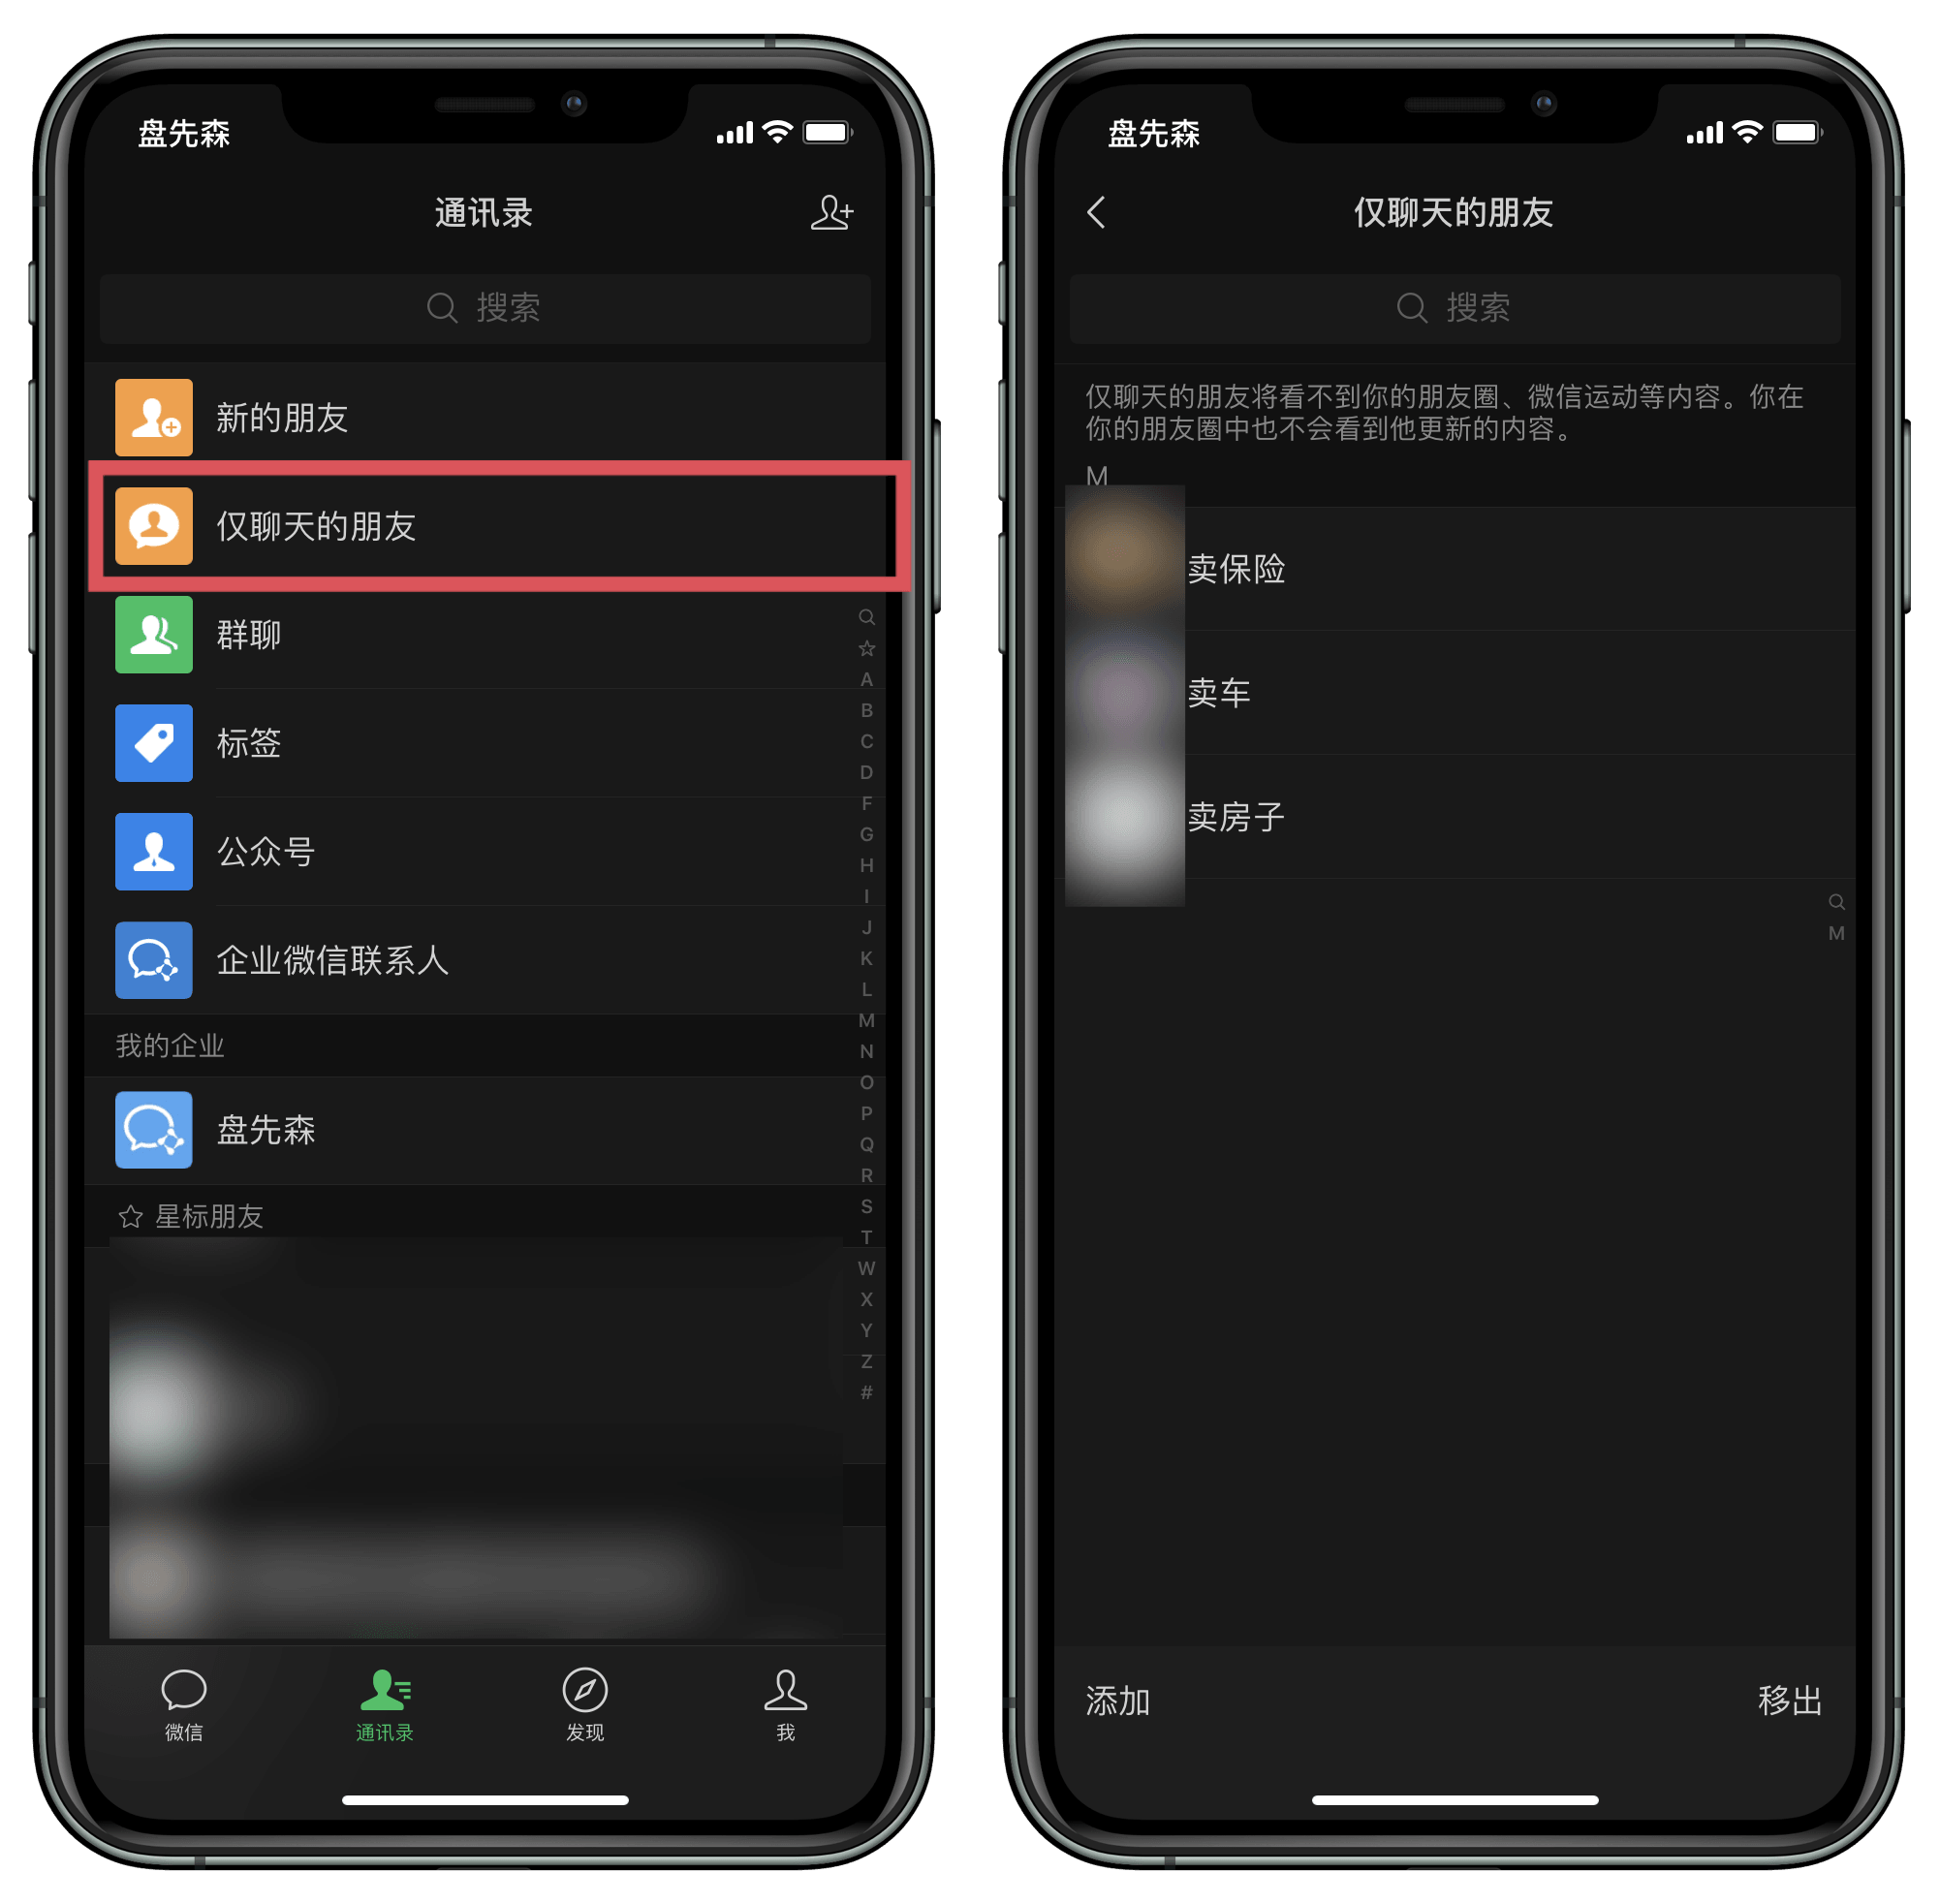 盘先森
通讯录
搜索
新的朋友
仅聊天的朋友
群聊
标签
公众号
企业微信联系人
我的企业
盘先森
星标朋友
A
B
C
D
F
G
H
I
J
K
L
M
N
O
P
Q
R
S
T
W
X
Y
Z
#
微信
通讯录
发现
我
盘先森
仅聊天的朋友
搜索
仅聊天的朋友将看不到你的朋友圈、微信运动等内容。你在
你的朋友圈中也不会看到他更新的内容。
M
卖保险
卖车
卖房子
M
添加
移出